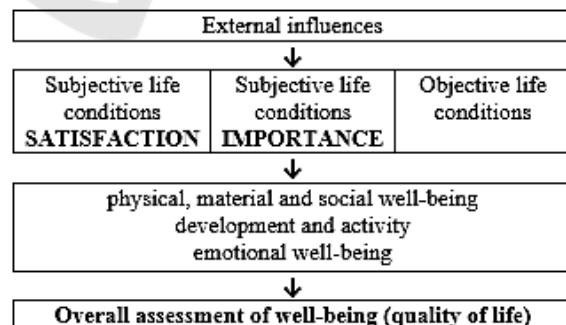 External influences
Subjective life
conditions
SATISFACTION
Subjective life
conditions
IMPORTANCE
Objective life
conditions
physical, material and social well-being
development and activity
emotional well-being
Overall assessment of well-being (quality of life)